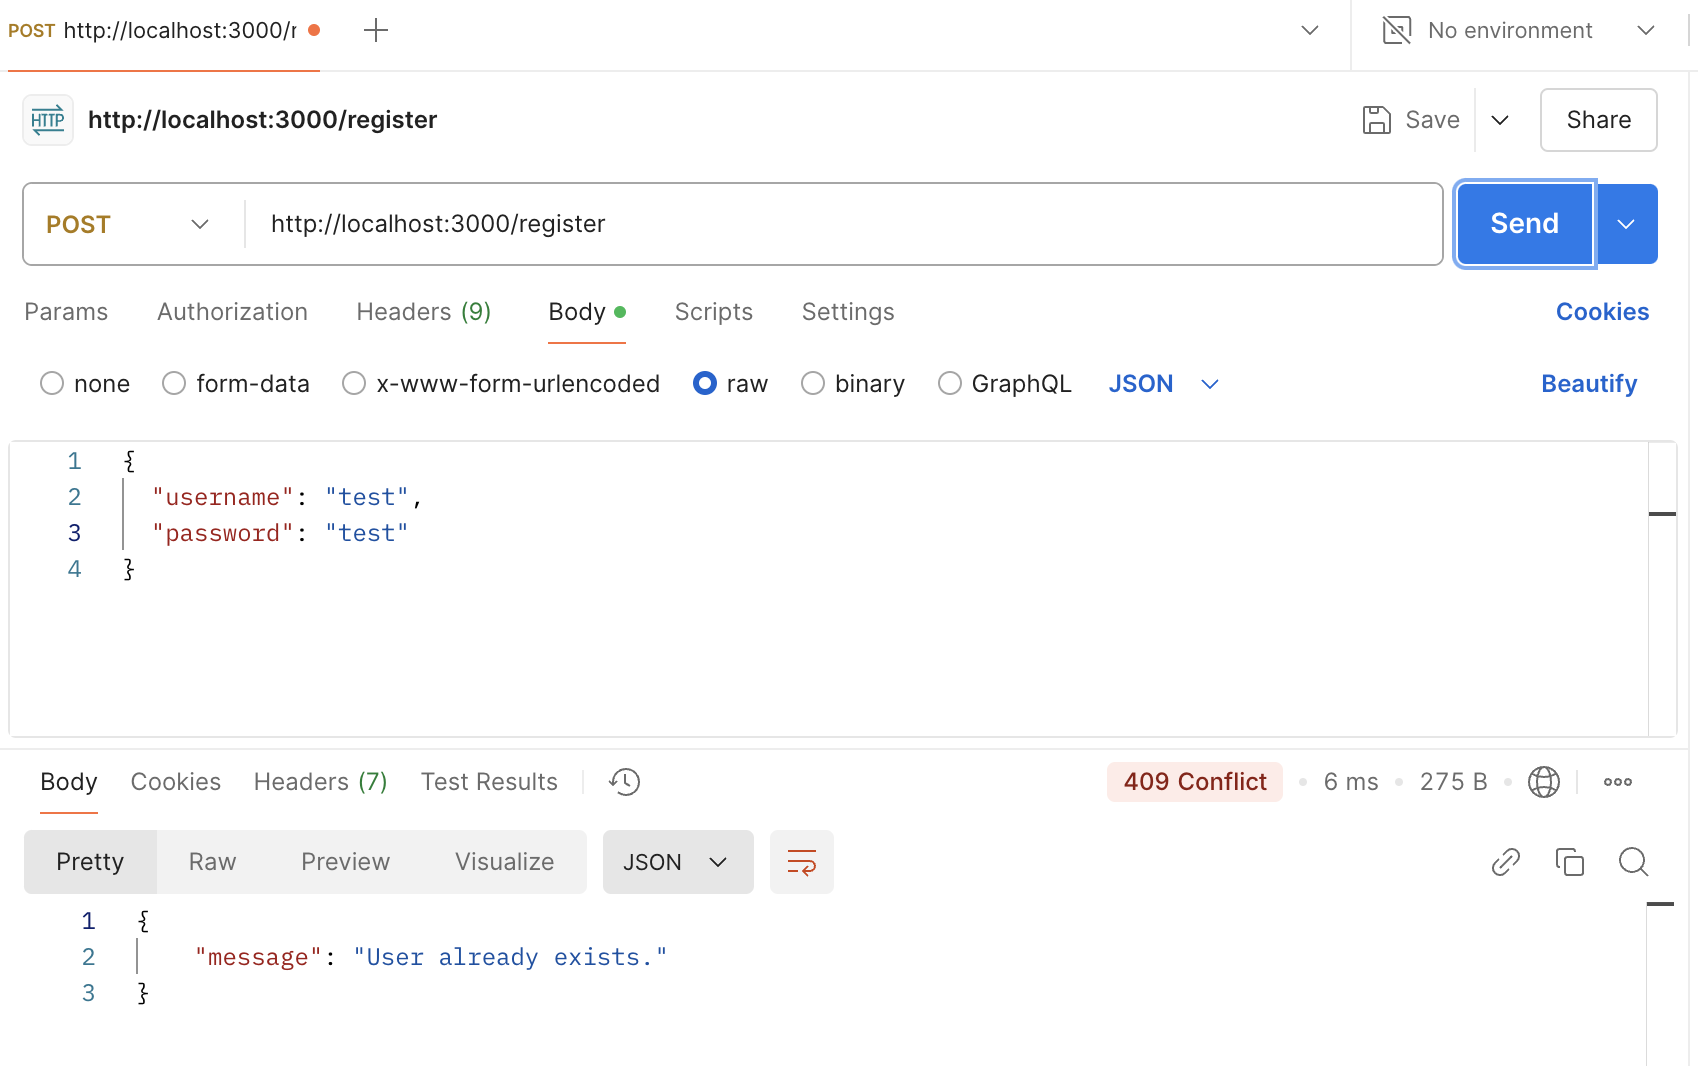 POST http://localhost:3000/r
No environment
HTTP http://localhost:3000/register
Save
Share
POST http://localhost:3000/register
Send
Params Authorization Headers (9) Body Scripts Settings Cookies
none form-data x-www-form-urlencoded raw binary GraphQL JSON Beautify
1 {
2 "username": "test",
3 "password": "test"
4 }
Body Cookies Headers (7) Test Results 409 Conflict 6 ms 275 B
Pretty Raw Preview Visualize JSON
1 {
2 "message": "User already exists."
3 }